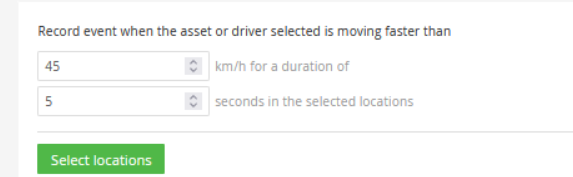 Record event when the asset or driver selected is moving faster than
45 km/h for a duration of
5 seconds in the selected locations
Select locations